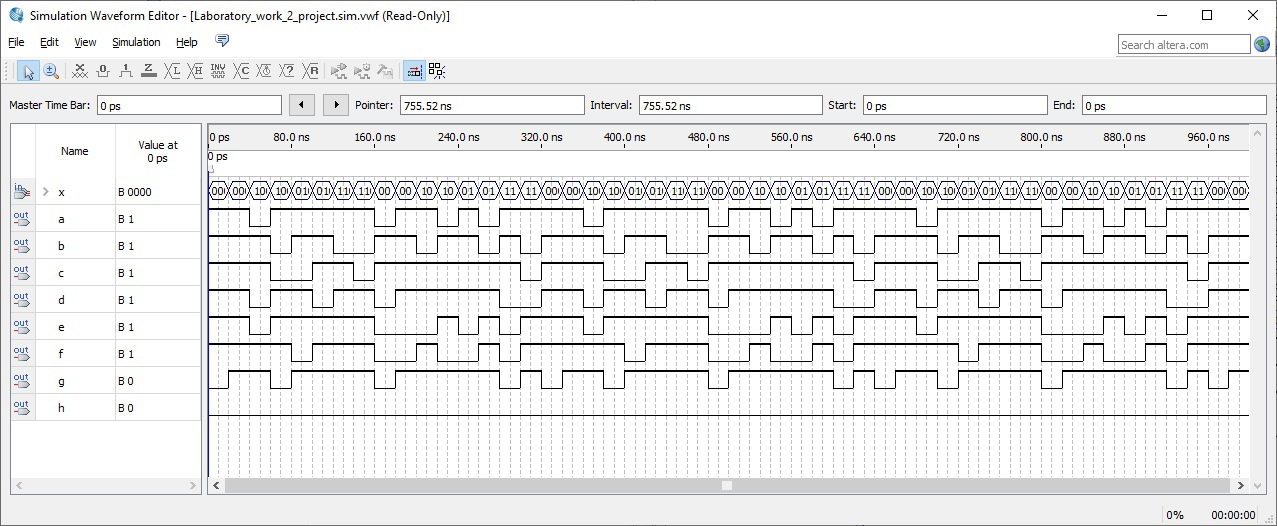 Simulation Waveform Editor - [Laboratory_work_2_project.sim.vwf (Read-Only)]
File Edit View Simulation Help
Search altera.com
Master Time Bar: 0 ps Pointer: 755.52 ns Interval: 755.52 ns Start: 0 ps End: 0 ps
Name
Value at
0 ps
0 ps 80.0 ns 160.0 ns 240.0 ns 320.0 ns 400.0 ns 480.0 ns 560.0 ns 640.0 ns 720.0 ns 800.0 ns 880.0 ns 960.0 ns
0 ps
x B 0000
a B 1
b B 1
c B 1
d B 1
e B 1
f B 1
g B 0
h B 0
0% 00:00:00